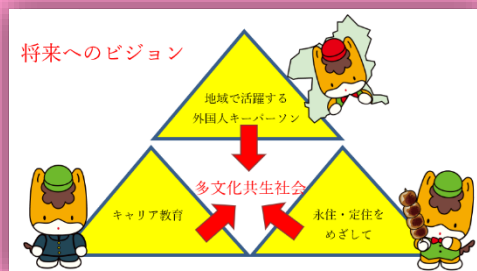 将来へのビジョン
地域で活躍する
外国人キーパーソン
多文化共生社会
キャリア教育
永住・定住を
めざして